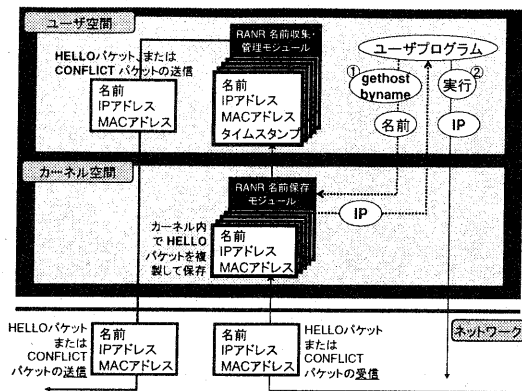 ユーザ空間
RANR 名前収集・
管理モジュール
HELLOパケット、または
CONFLICT パケットの送信
名前
IPアドレス
MACアドレス
名前
IPアドレス
MACアドレス
タイムスタンプ
ユーザプログラム
①
gethost
byname
②
実行
名前
IP
カーネル空間
RANR 名前保存
モジュール
カーネル内
で HELLO
パケットを複
製して保存
名前
IPアドレス
MACアドレス
IP
ネットワーク
HELLOパケット
または
CONFLICT
パケットの送信
名前
IPアドレス
MACアドレス
名前
IPアドレス
MACアドレス
HELLOパケット
または
CONFLICT
パケットの受信